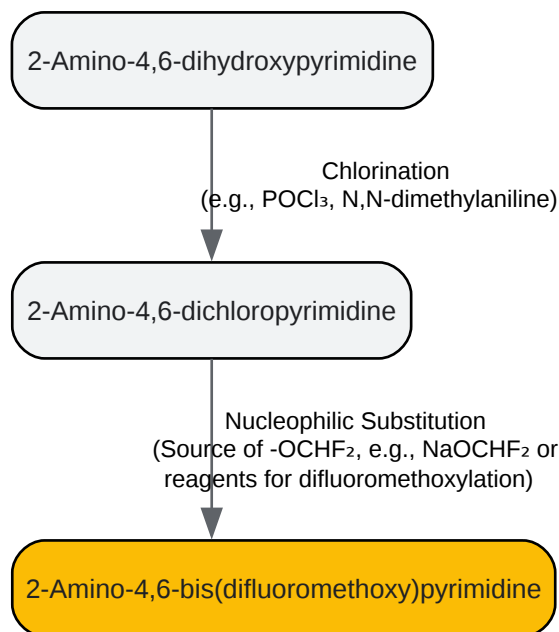 2-Amino-4,6-dihydroxypyrimidine
Chlorination
(e.g., POCl₃, N,N-dimethylaniline)
2-Amino-4,6-dichloropyrimidine
Nucleophilic Substitution
(Source of -OCHF₂, e.g., NaOCHF₂ or
reagents for difluoromethoxylation)
2-Amino-4,6-bis(difluoromethoxy)pyrimidine